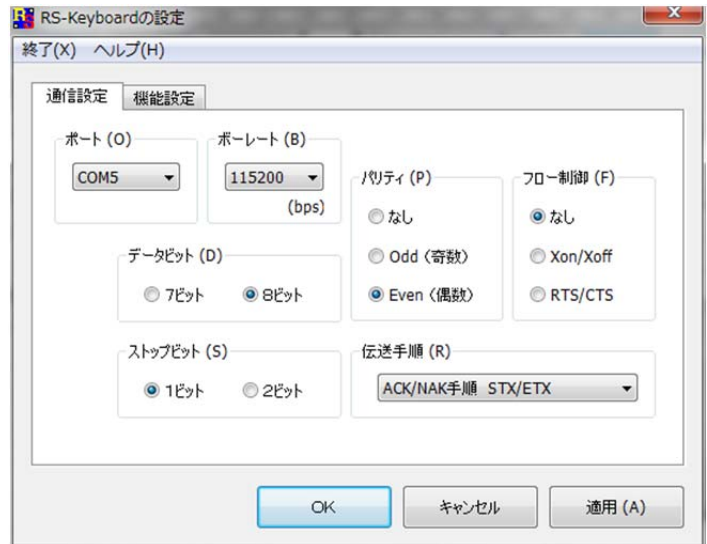 RS-Keyboardの設定
終了(X) ヘルプ(H)
通信設定 機能設定
ポート (O)
COM5
ボーレート (B)
115200
(bps)
パリティ (P)
なし
Odd (奇数)
Even (偶数)
フロー制御 (F)
なし
Xon/Xoff
RTS/CTS
データビット (D)
7ビット 8ビット
ストップビット (S)
1ビット 2ビット
伝送手順 (R)
ACK/NAK手順 STX/ETX
OK キャンセル 適用 (A)